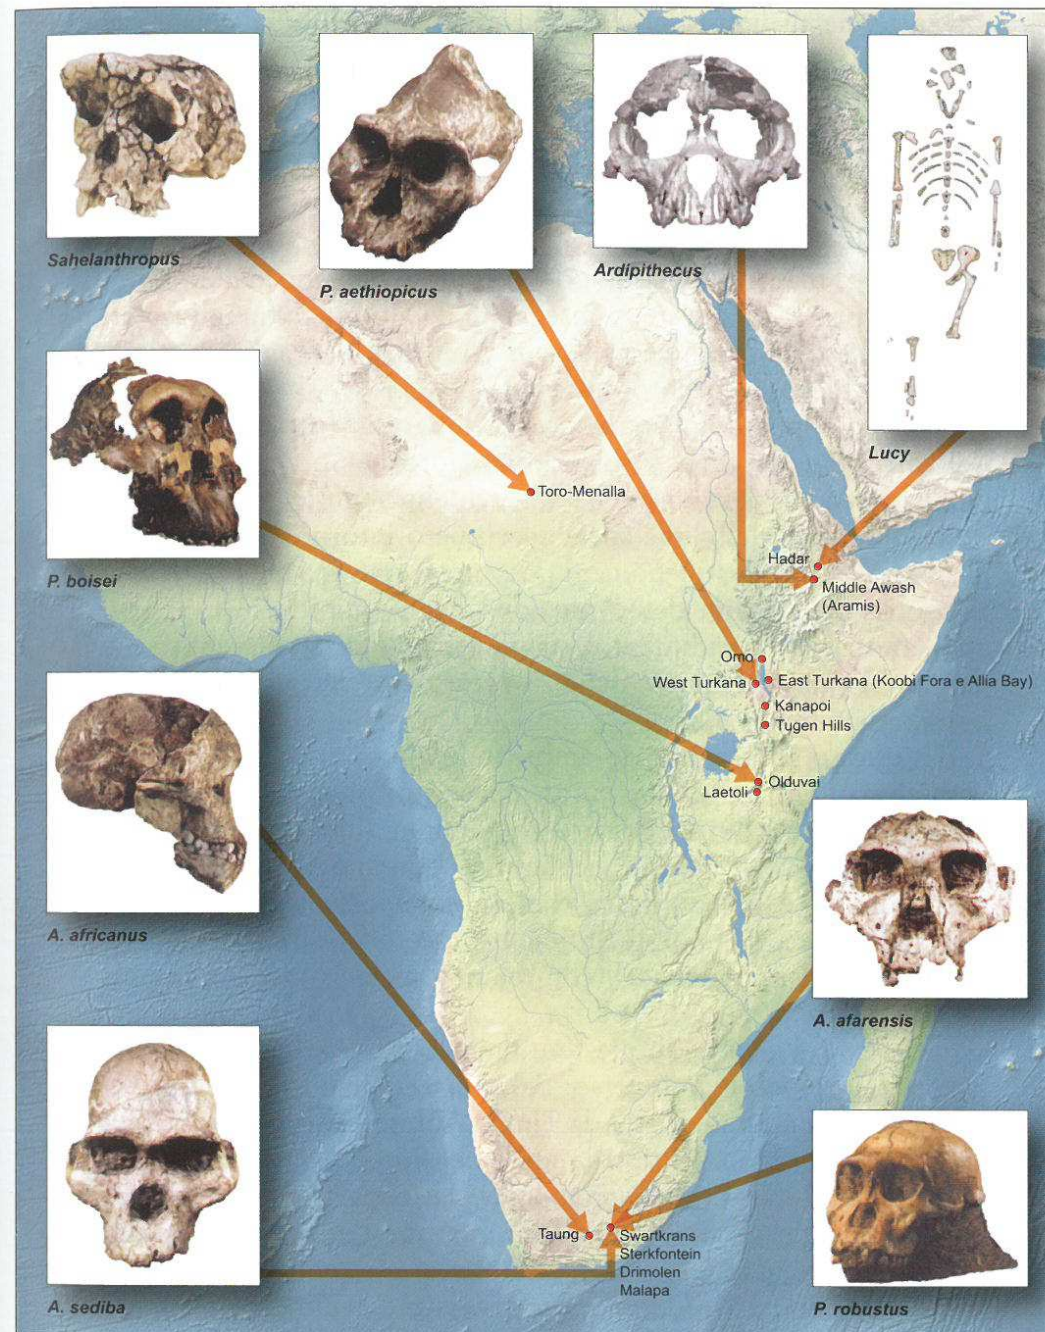 Sahelanthropus
P. aethiopicus
Ardipithecus
Lucy
P. boisei
Toro-Menalla
Hadar
Middle Awash
(Aramis)
Omo
West Turkana
East Turkana (Koobi Fora e Allia Bay)
Kanapoi
Tugen Hills
Olduvai
Laetoli
A. africanus
A. afarensis
Taung
Swartkrans
Sterkfontein
Drimolen
Malapa
A. sediba
P. robustus